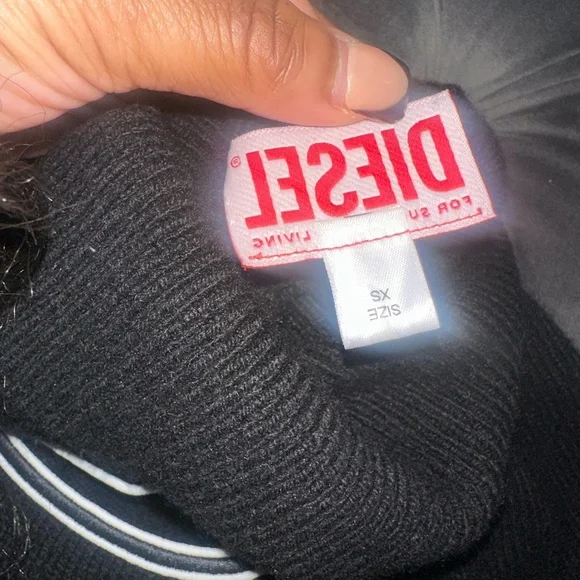 DIESEL®
FOR SU LIVING
SIZE
XS